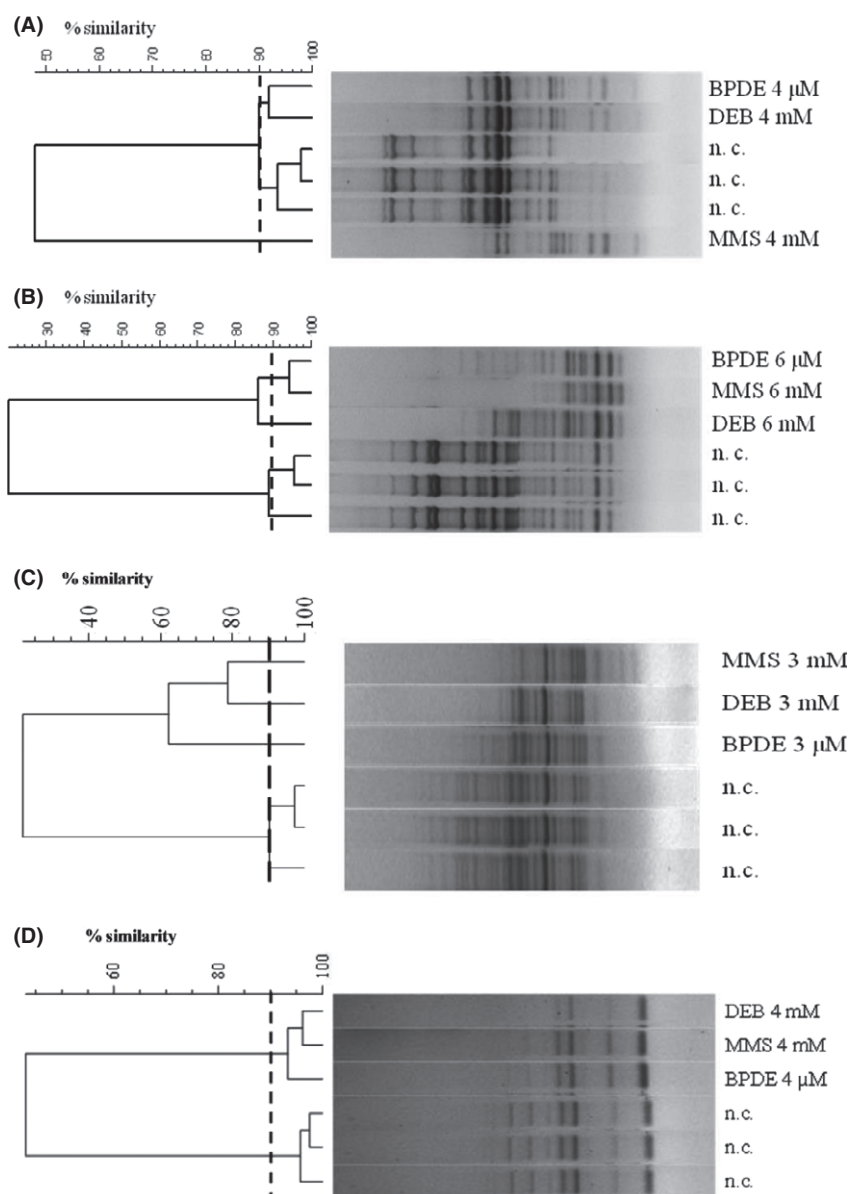 (A) % similarity
50 60 70 80 90 100
BPDE 4 µM
DEB 4 mM
n. c.
n. c.
n. c.
MMS 4 mM
(B) % similarity
30 40 50 60 70 80 90 100
BPDE 6 µM
MMS 6 mM
DEB 6 mM
n. c.
n. c.
n. c.
(C) % similarity
40 60 80 100
MMS 3 mM
DEB 3 mM
BPDE 3 µM
n.c.
n.c.
n.c.
(D) % similarity
60 80 100
DEB 4 mM
MMS 4 mM
BPDE 4 µM
n.c.
n.c.
n.c.